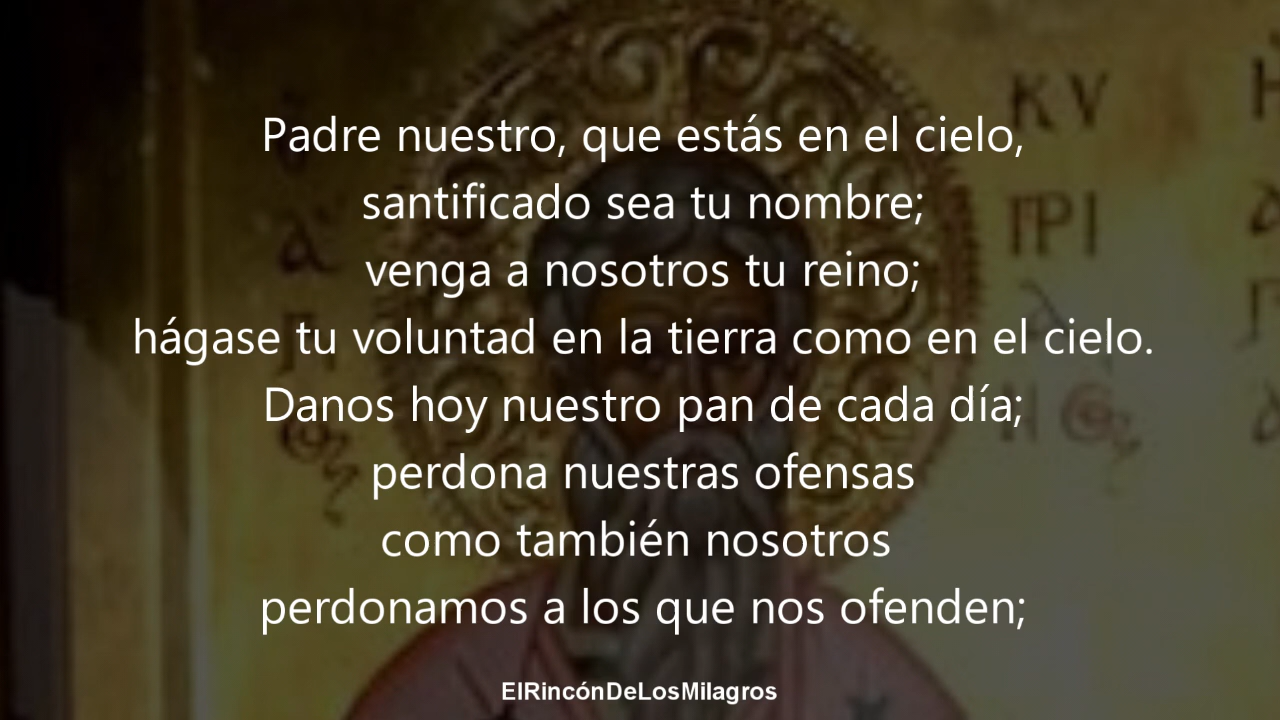 Padre nuestro, que estás en el cielo,
santificado sea tu nombre;
venga a nosotros tu reino;
hágase tu voluntad en la tierra como en el cielo.
Danos hoy nuestro pan de cada día;
perdona nuestras ofensas
como también nosotros
perdonamos a los que nos ofenden;
ElRincónDeLosMilagros